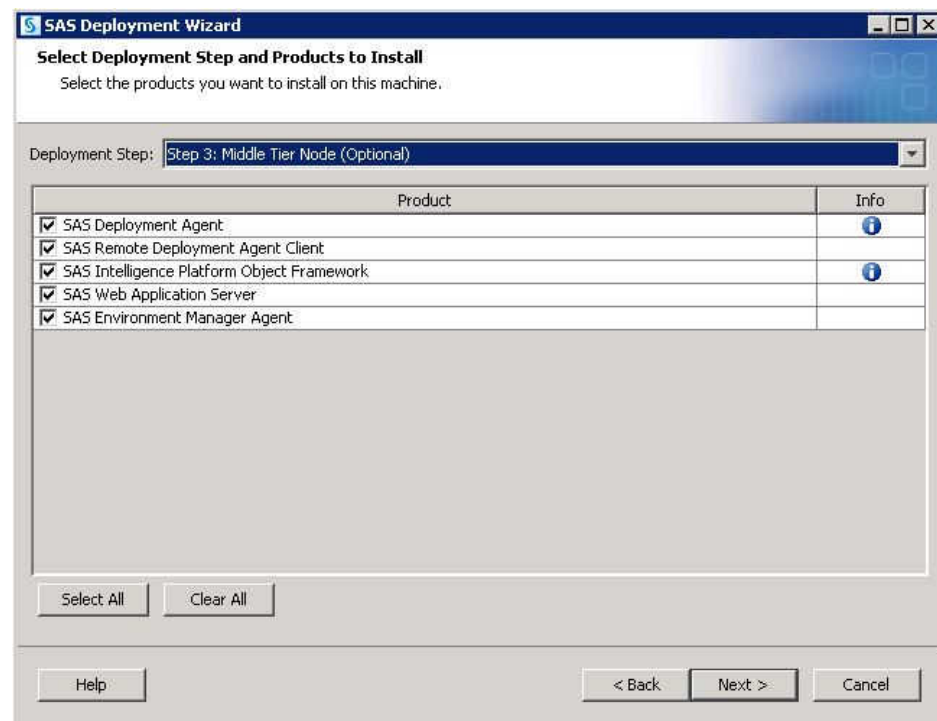 SAS Deployment Wizard
Select Deployment Step and Products to Install
Select the products you want to install on this machine.
Deployment Step: Step 3: Middle Tier Node (Optional)
Product Info
SAS Deployment Agent
SAS Remote Deployment Agent Client
SAS Intelligence Platform Object Framework
SAS Web Application Server
SAS Environment Manager Agent
Select All Clear All
Help < Back Next > Cancel